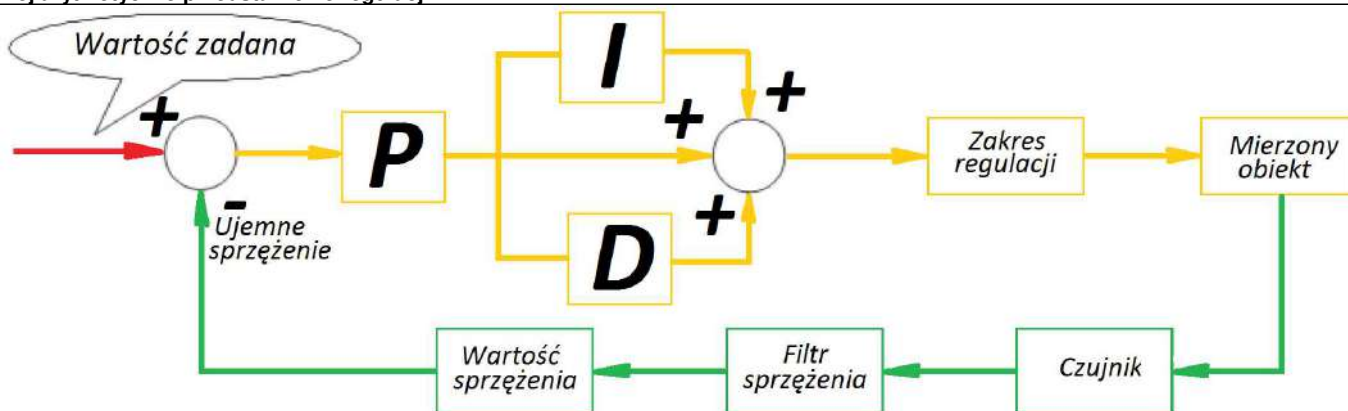 Wartość zadana
+
I
+
+
P
Zakres
regulacji
Mierzony
obiekt
-
Ujemne
sprzężenie
+
D
Wartość
sprzężenia
Filtr
sprzężenia
Czujnik